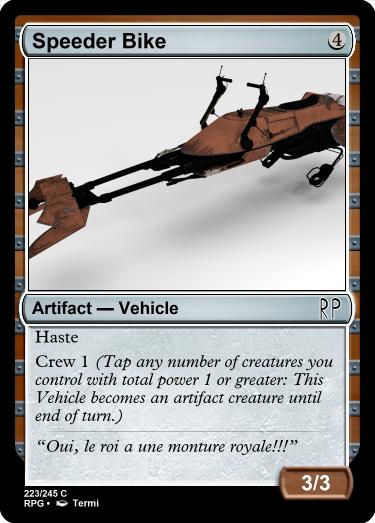 Speeder Bike 4
Artifact — Vehicle RP
Haste
Crew 1 (Tap any number of creatures you
control with total power 1 or greater: This
Vehicle becomes an artifact creature until
end of turn.)
“Oui, le roi a une monture royale!!!”
3/3
223/245 C
RPG • Termi